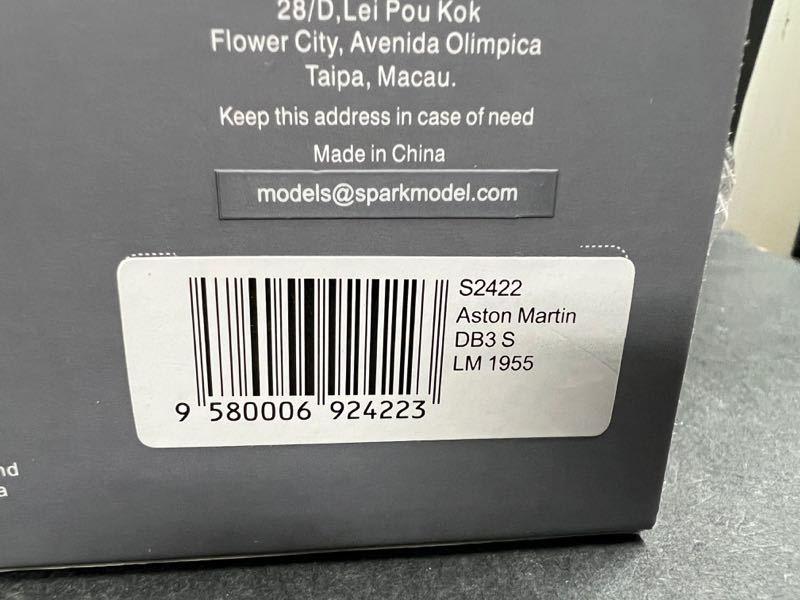 28/D,Lei Pou Kok
Flower City, Avenida Olimpica
Taipa, Macau.
Keep this address in case of need
Made in China
models@sparkmodel.com
S2422
Aston Martin
DB3 S
LM 1955
9 580006 924223